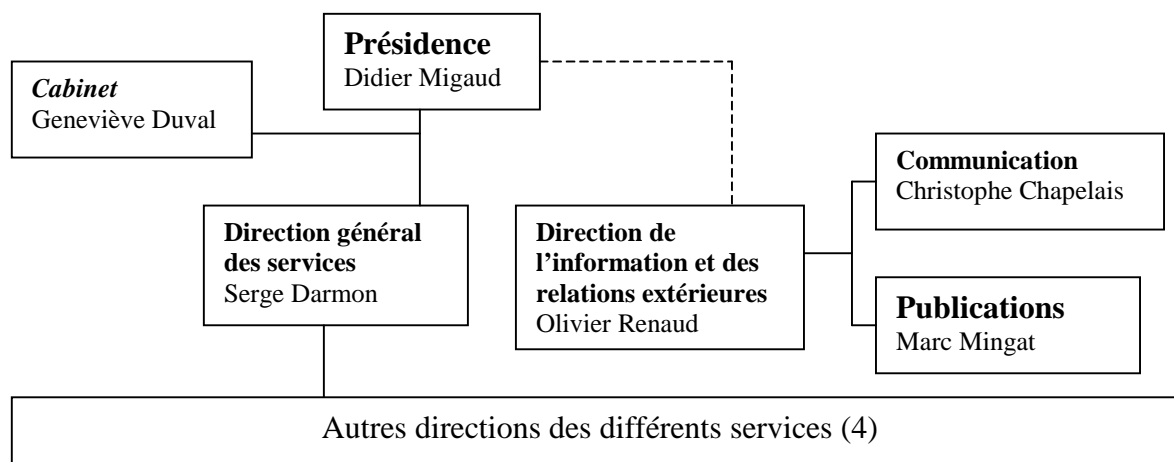 Présidence
Didier Migaud
Cabinet
Geneviève Duval
Communication
Christophe Chapelais
Direction général
des services
Serge Darmon
Direction de
l’information et des
relations extérieures
Olivier Renaud
Publications
Marc Mingat
Autres directions des différents services (4)